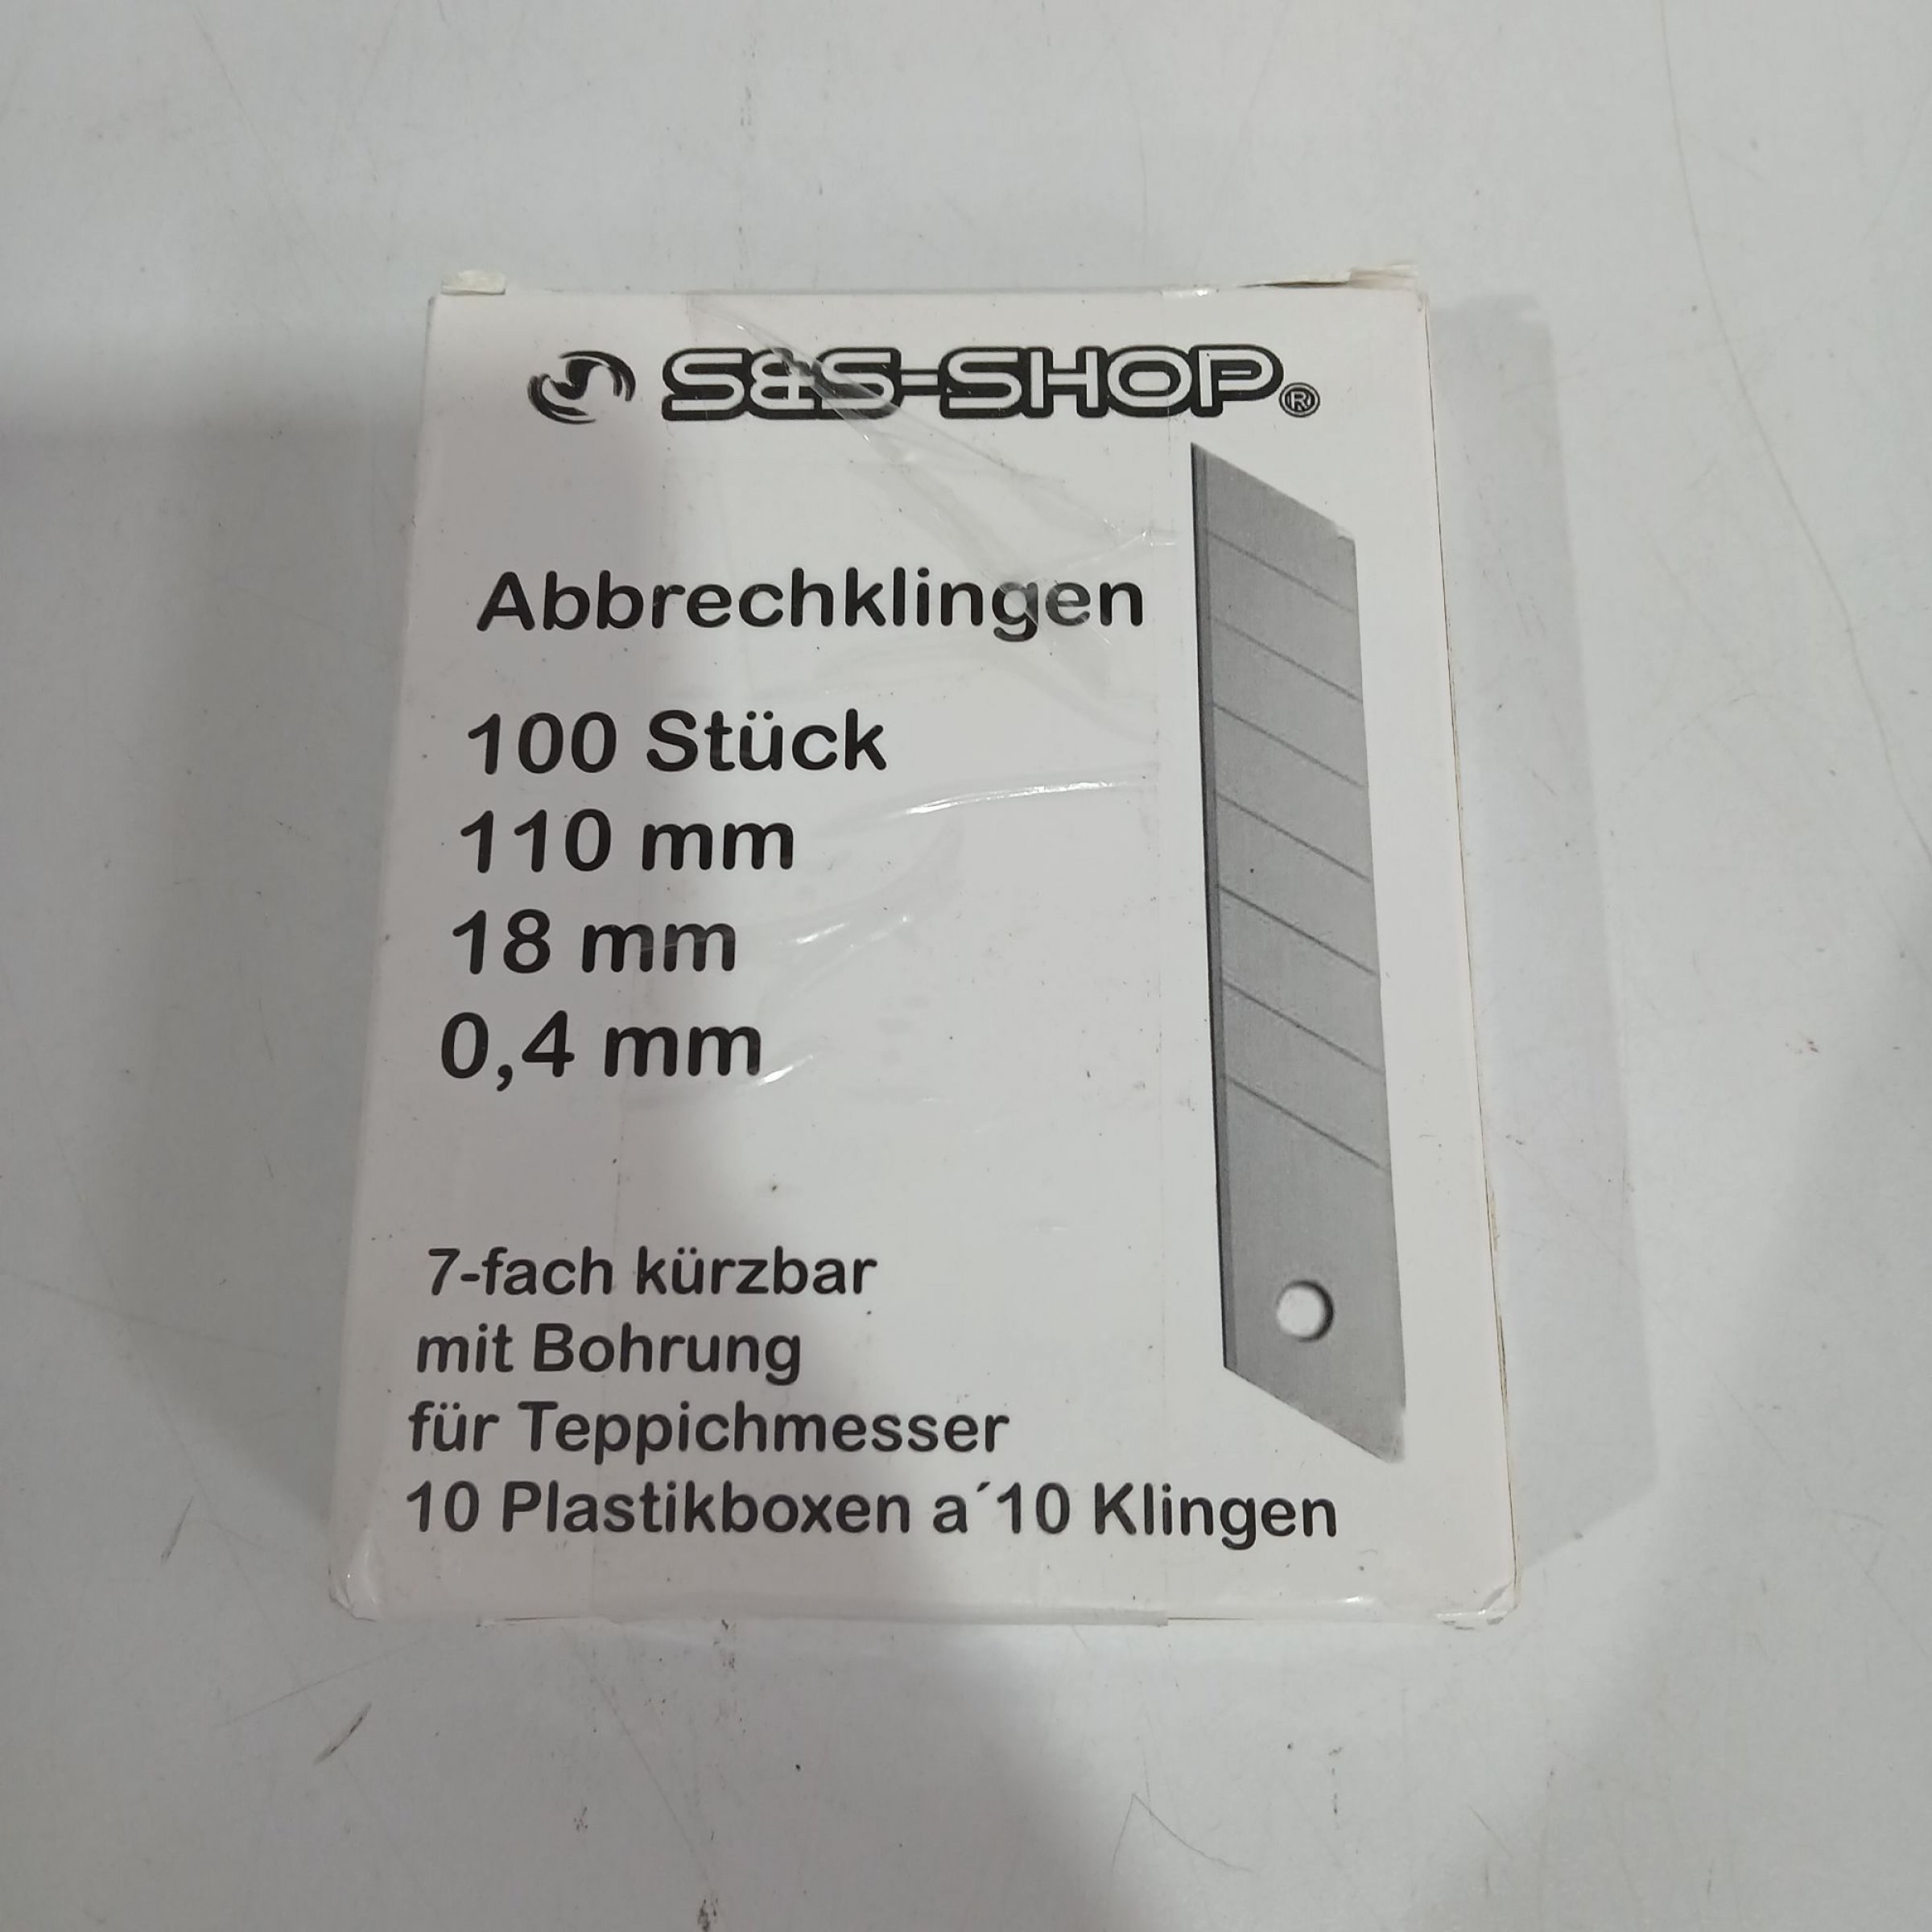 S&S-SHOP®
Abbrechklingen
100 Stück
110 mm
18 mm
0,4 mm
7-fach kürzbar
mit Bohrung
für Teppichmesser
10 Plastikboxen a´10 Klingen